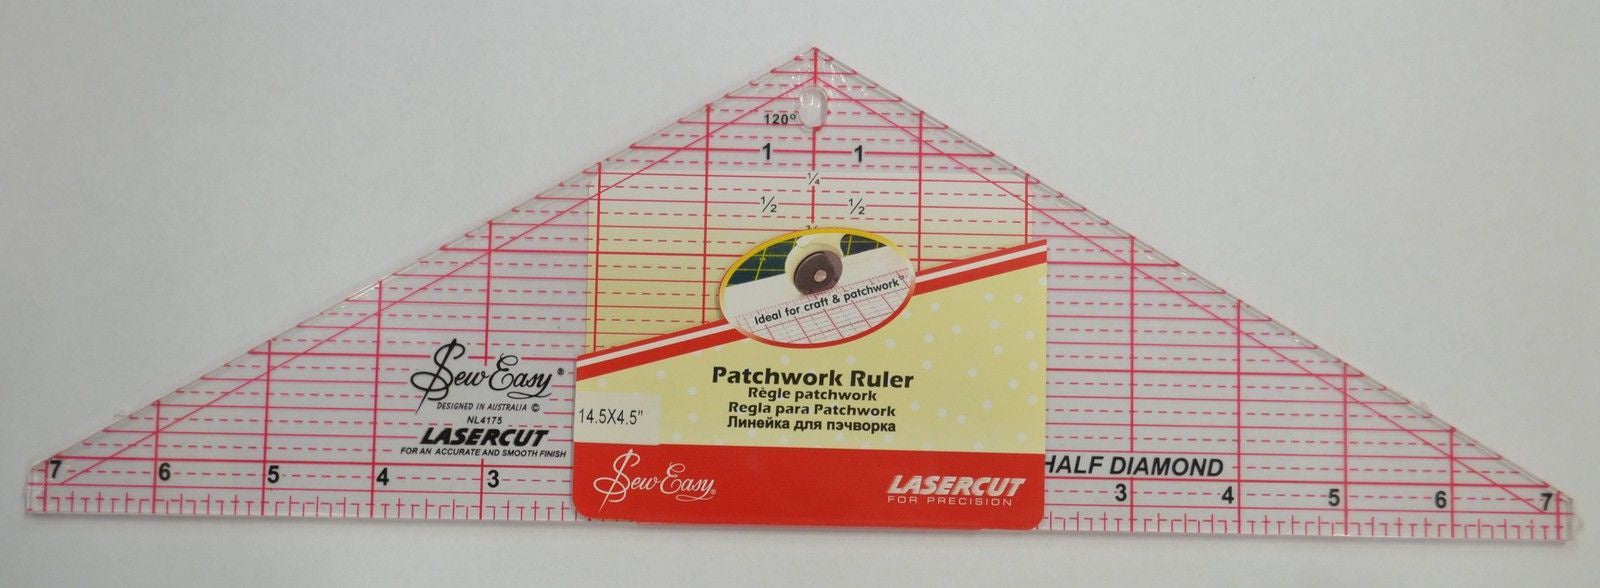 120°
1 1
¼
½ ½
Ideal for craft & patchwork
Patchwork Ruler
Règle patchwork
Regla para Patchwork
Линейка для пэчворка
14.5X4.5"
Sew Easy®
DESIGNED IN AUSTRALIA ©
NL4175
LASERCUT
FOR AN ACCURATE AND SMOOTH FINISH
HALF DIAMOND
7 6 5 4 3
3 4 5 6 7
Sew Easy®
LASERCUT
FOR PRECISION